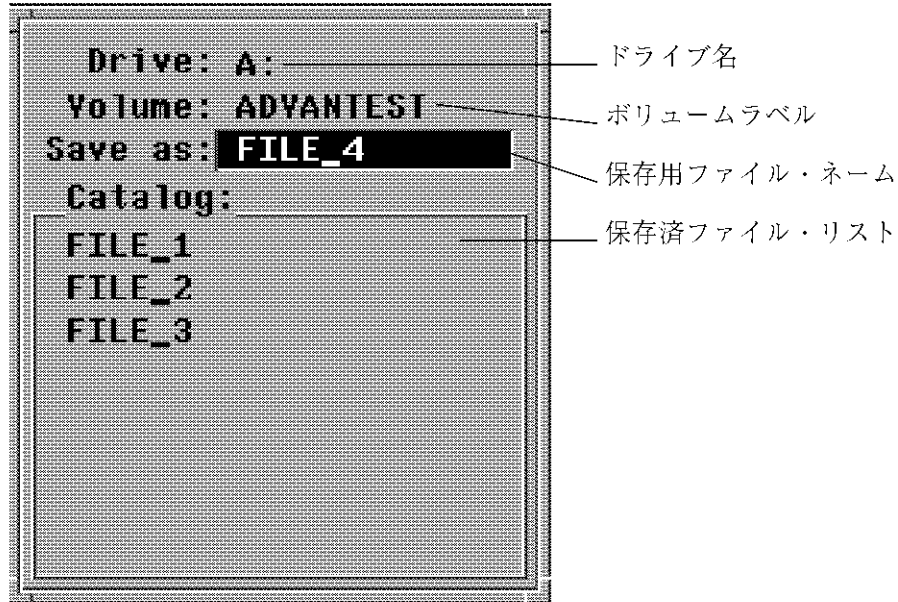 Drive: A:
ドライブ名
Volume: ADVANTEST
ボリュームラベル
Save as: FILE_4
保存用ファイル・ネーム
Catalog:
保存済ファイル・リスト
FILE_1
FILE_2
FILE_3